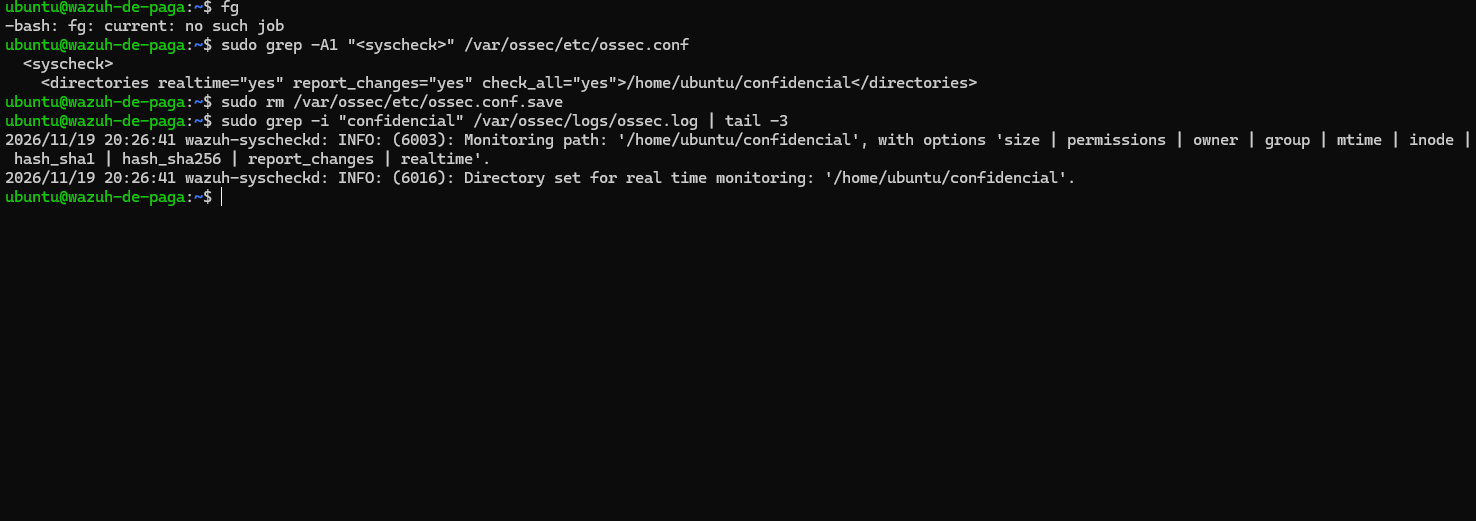 ubuntu@wazuh-de-paga:~$ fg
-bash: fg: current: no such job
ubuntu@wazuh-de-paga:~$ sudo grep -A1 "<syscheck>" /var/ossec/etc/ossec.conf
  <syscheck>
    <directories realtime="yes" report_changes="yes" check_all="yes">/home/ubuntu/confidencial</directories>
ubuntu@wazuh-de-paga:~$ sudo rm /var/ossec/etc/ossec.conf.save
ubuntu@wazuh-de-paga:~$ sudo grep -i "confidencial" /var/ossec/logs/ossec.log | tail -3
2026/11/19 20:26:41 wazuh-syscheckd: INFO: (6003): Monitoring path: '/home/ubuntu/confidencial', with options 'size | permissions | owner | group | mtime | inode |
 hash_sha1 | hash_sha256 | report_changes | realtime'.
2026/11/19 20:26:41 wazuh-syscheckd: INFO: (6016): Directory set for real time monitoring: '/home/ubuntu/confidencial'.
ubuntu@wazuh-de-paga:~$